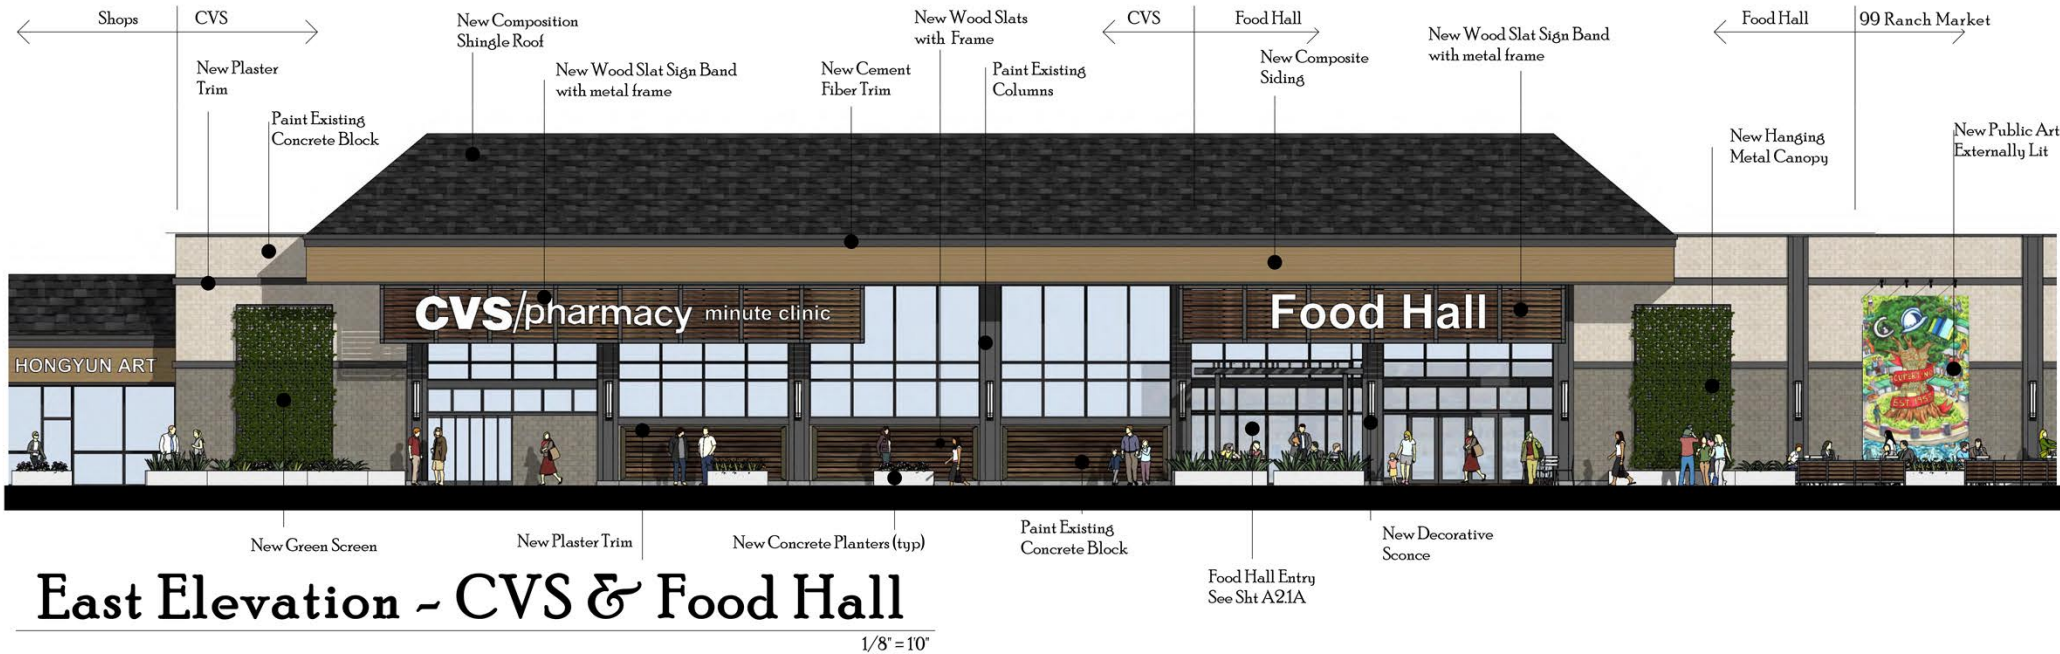 Shops
CVS
CVS
Food Hall
Food Hall
99 Ranch Market
New Plaster
Trim
Paint Existing
Concrete Block
New Composition
Shingle Roof
New Wood Slat Sign Band
with metal frame
New Cement
Fiber Trim
New Wood Slats
with Frame
Paint Existing
Columns
New Composite
Siding
New Wood Slat Sign Band
with metal frame
New Hanging
Metal Canopy
New Public Art
Externally Lit
HONGYUN ART
CVS/pharmacy minute clinic
Food Hall
CUPERTINO
EST. 1955
New Green Screen
New Plaster Trim
New Concrete Planters (typ)
Paint Existing
Concrete Block
Food Hall Entry
See Sht A2.1A
New Decorative
Sconce
East Elevation ~ CVS & Food Hall
1/8" = 1'0"